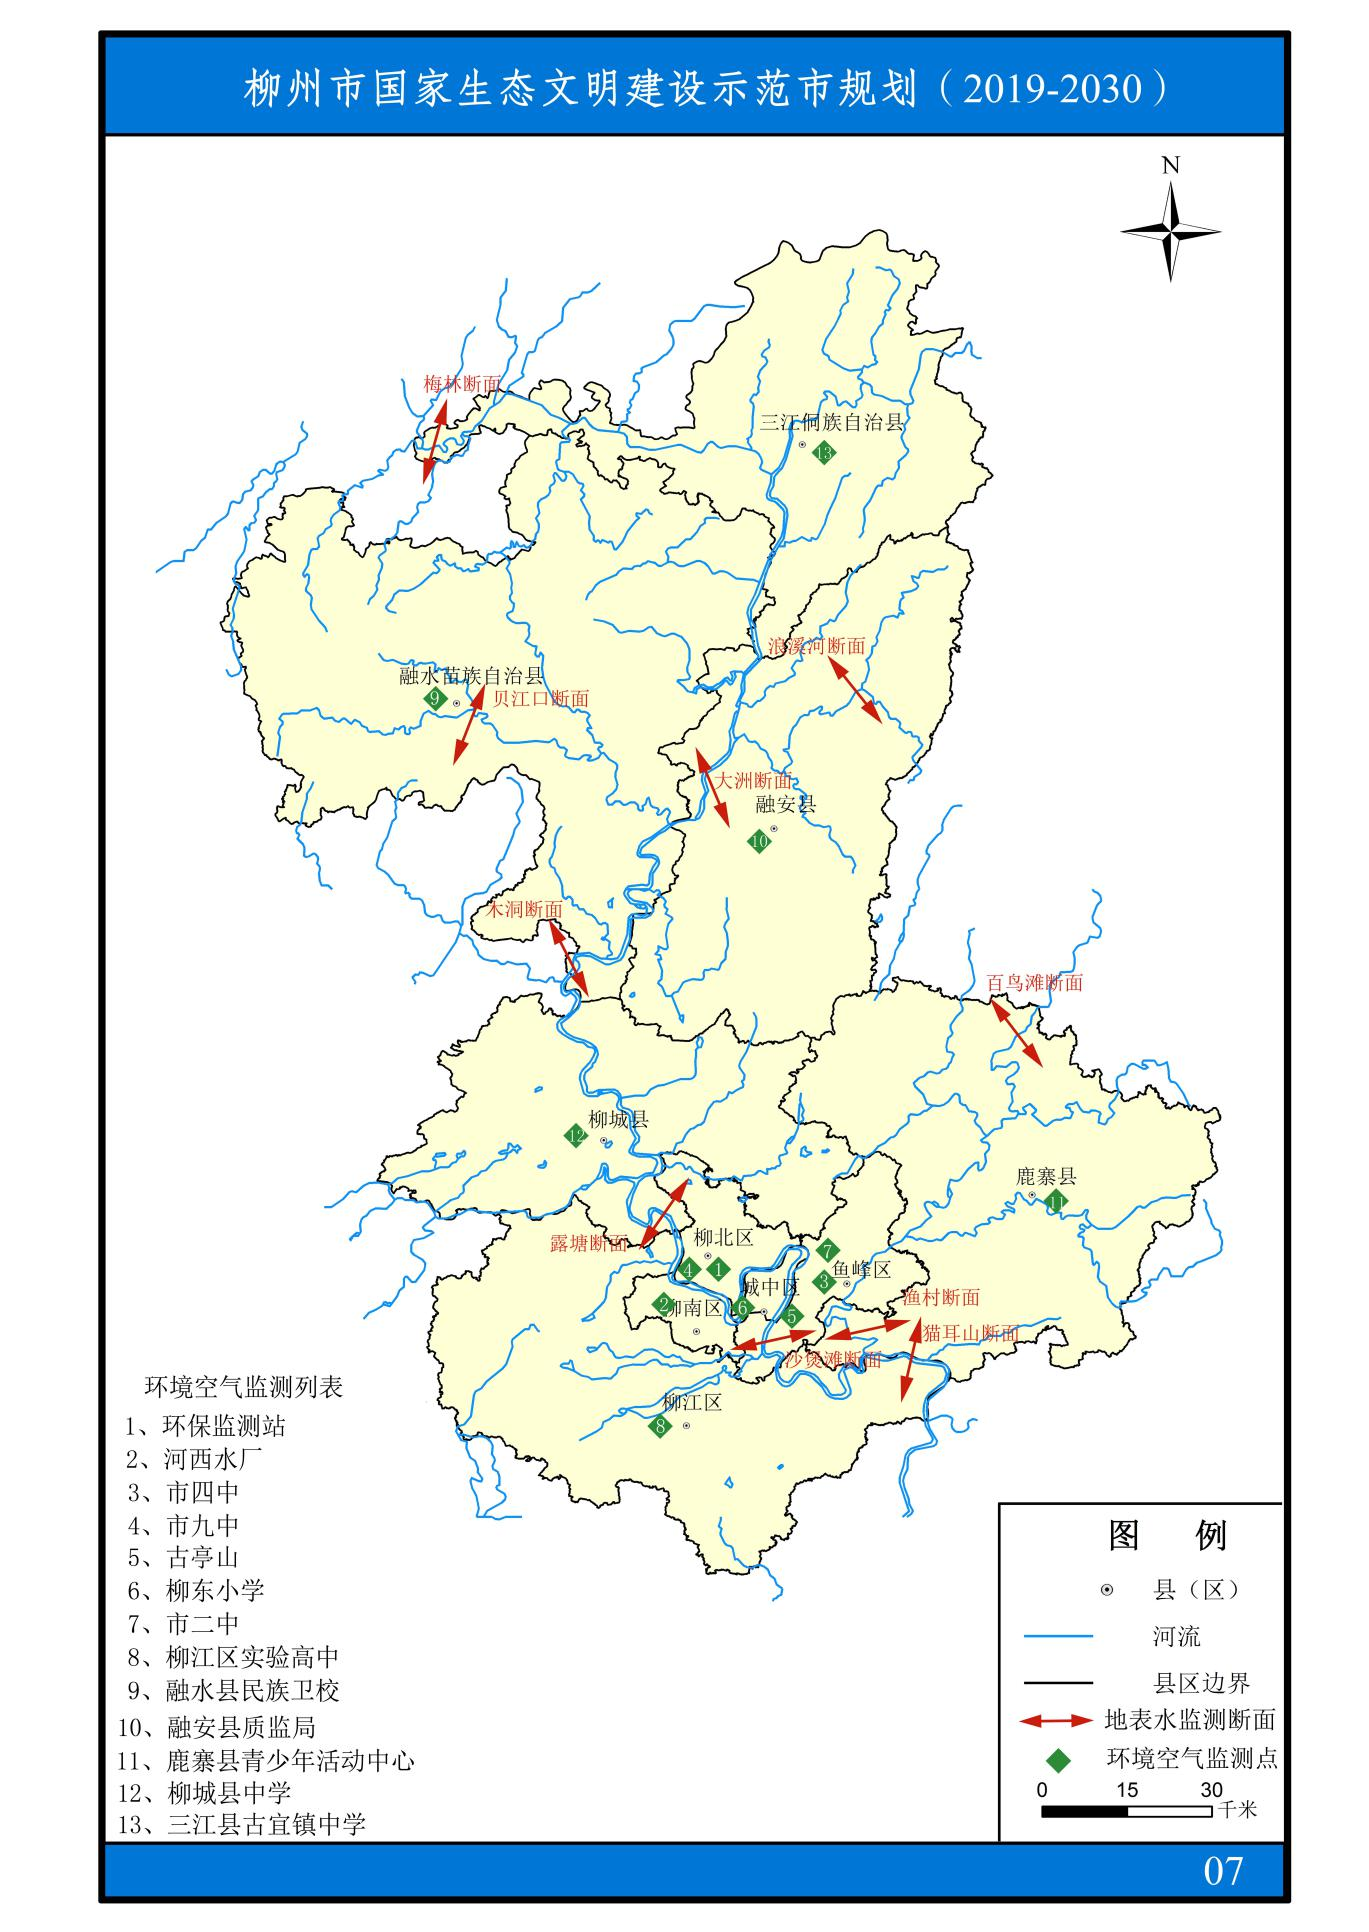 柳州市国家生态文明建设示范市规划（2019-2030）
N
梅林断面
三江侗族自治县
13
浪溪河断面
融水苗族自治县
9
贝江口断面
大洲断面
融安县
10
木洞断面
百鸟滩断面
柳城县
12
鹿寨县
11
露塘断面
柳北区
4
1
7
鱼峰区
3
城中区
2
柳南区
6
5
渔村断面
猫耳山断面
沙煲滩断面
柳江区
8
环境空气监测列表
1、环保监测站
2、河西水厂
3、市四中
4、市九中
5、古亭山
6、柳东小学
7、市二中
8、柳江区实验高中
9、融水县民族卫校
10、融安县质监局
11、鹿寨县青少年活动中心
12、柳城县中学
13、三江县古宜镇中学
图 例
县（区）
河流
县区边界
地表水监测断面
环境空气监测点
0 15 30
千米
07